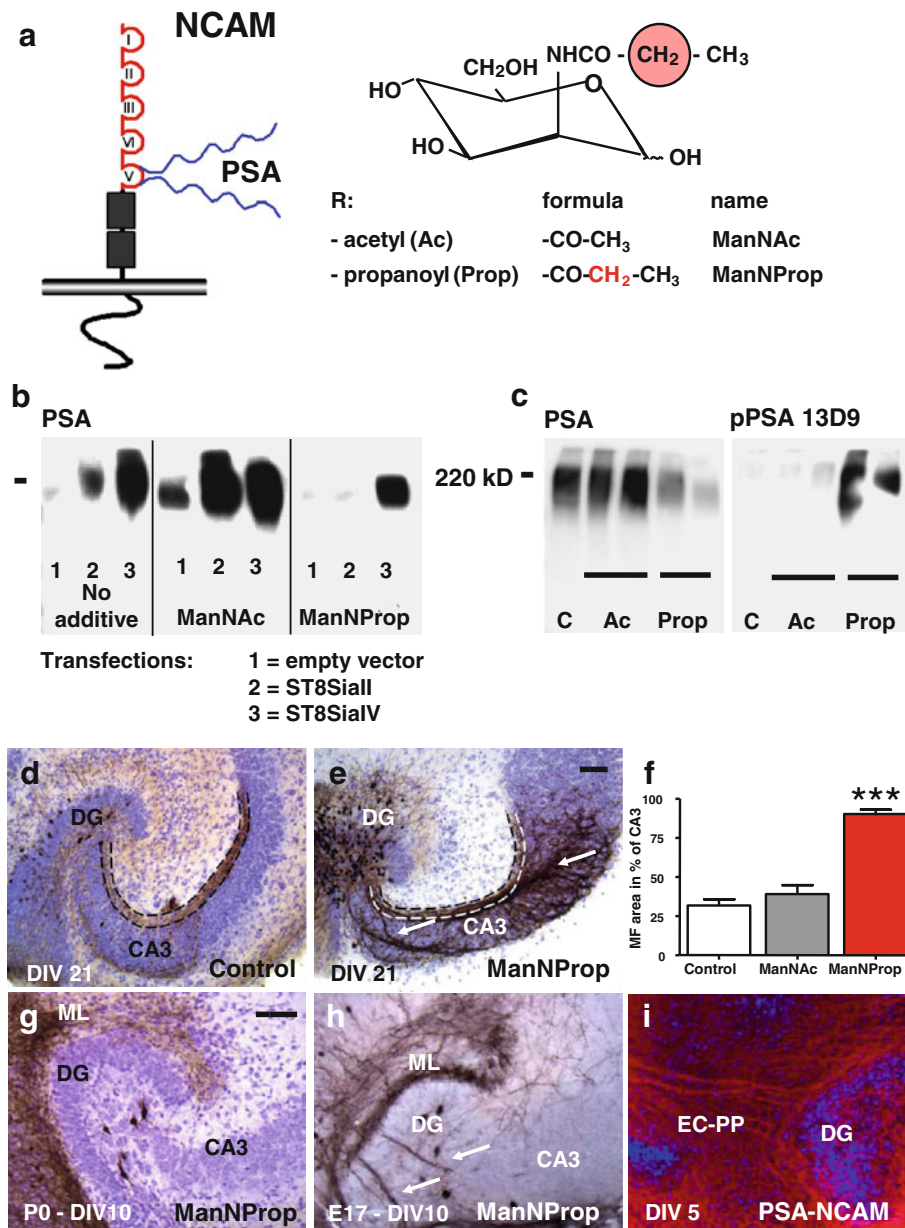 a
NCAM
I
II
III
VI
V
PSA
NHCO - CH₂ - CH₃
CH₂OH
HO
O
HO
OH
R: formula name
- acetyl (Ac) -CO-CH₃ ManNAc
- propanoyl (Prop) -CO-CH₂-CH₃ ManNProp
b
PSA
1 2 3 1 2 3 1 2 3
No additive
ManNAc
ManNProp
Transfections: 1 = empty vector
2 = ST8SiaII
3 = ST8SiaIV
c
PSA
pPSA 13D9
220 kD
C Ac Prop C Ac Prop
d
DG
CA3
DIV 21
Control
e
DG
CA3
DIV 21
ManNProp
f
***
MF area in % of CA3
100
75
50
25
0
Control ManNAc ManNProp
g
ML
DG
CA3
P0 - DIV10
ManNProp
h
ML
DG
CA3
E17 - DIV10
ManNProp
i
EC-PP
DG
DIV 5
PSA-NCAM